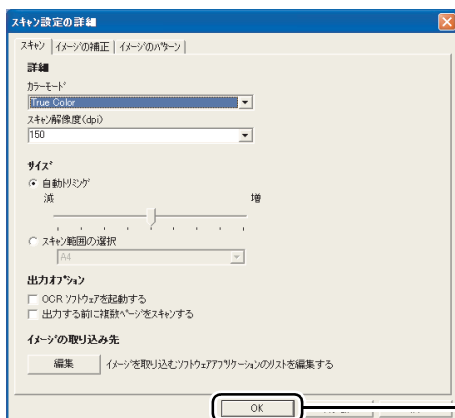 スキャン設定の詳細
スキャン イメージの補正 イメージのパターン
詳細
カラーモード
True Color
スキャン解像度(dpi)
150
サイズ
自動トリミング
減 増
スキャン範囲の選択
A4
出力オプション
OCR ソフトウェアを起動する
出力する前に複数ページをスキャンする
イメージの取り込み先
編集 イメージを取り込むソフトウェアアプリケーションのリストを編集する
OK